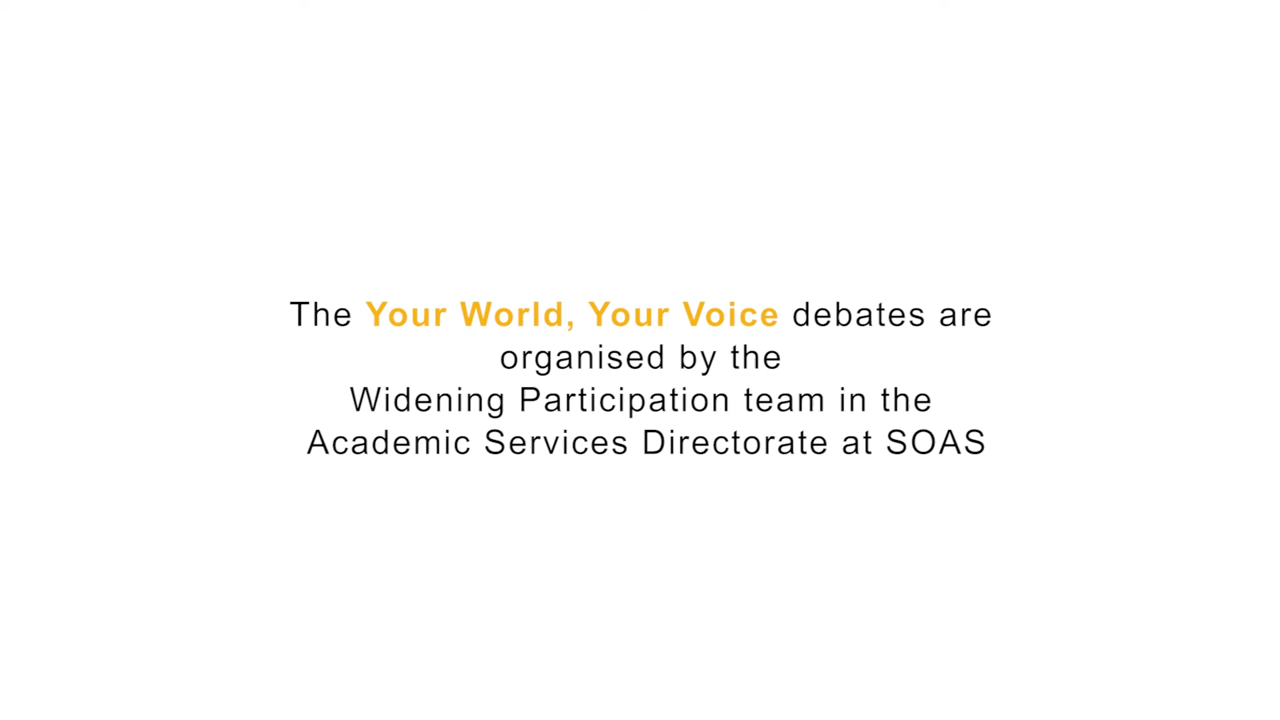 The Your World, Your Voice debates are
organised by the
Widening Participation team in the
Academic Services Directorate at SOAS